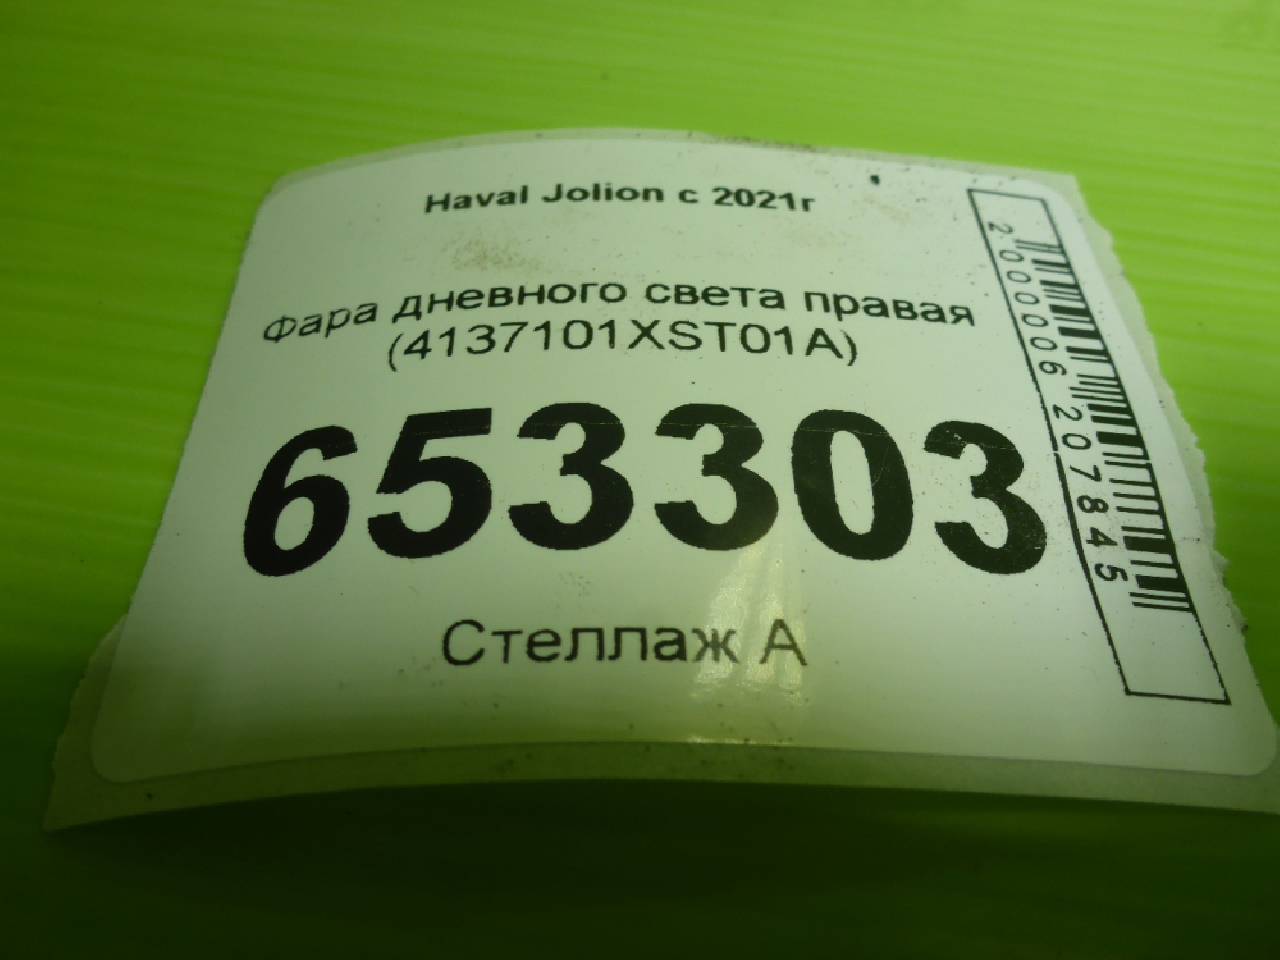 Haval Jolion с 2021г
Фара дневного света правая
(4137101XST01A)
653303
Стеллаж А
2000006207845